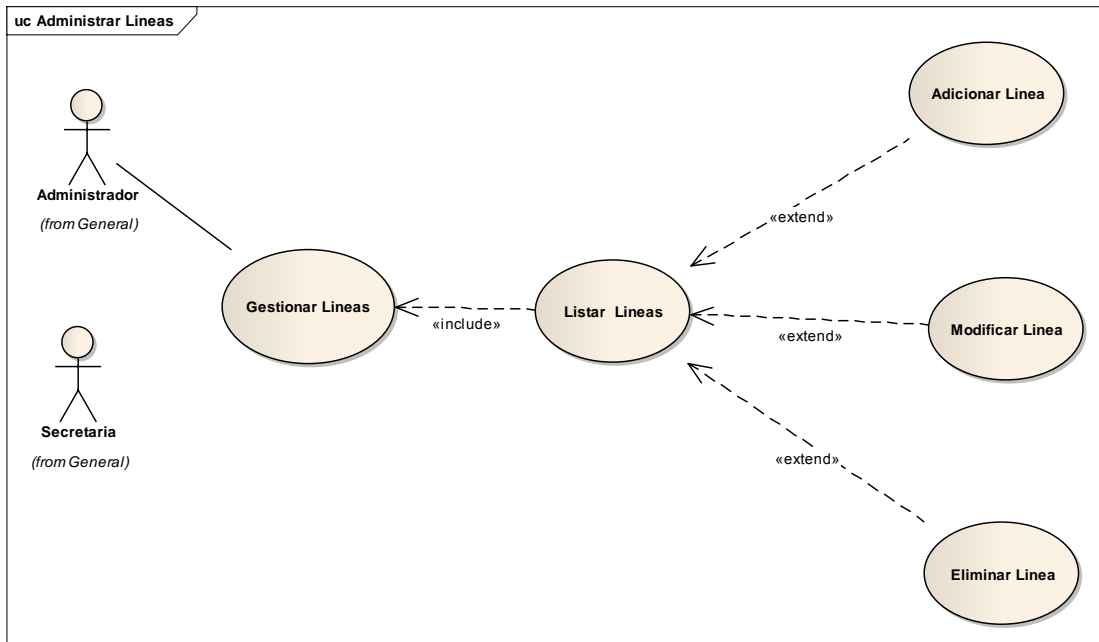 uc Administrar Lineas
Administrador
(from General)
Secretaria
(from General)
Gestionar Lineas
«include»
Listar Lineas
«extend»
«extend»
«extend»
Adicionar Linea
Modificar Linea
Eliminar Linea